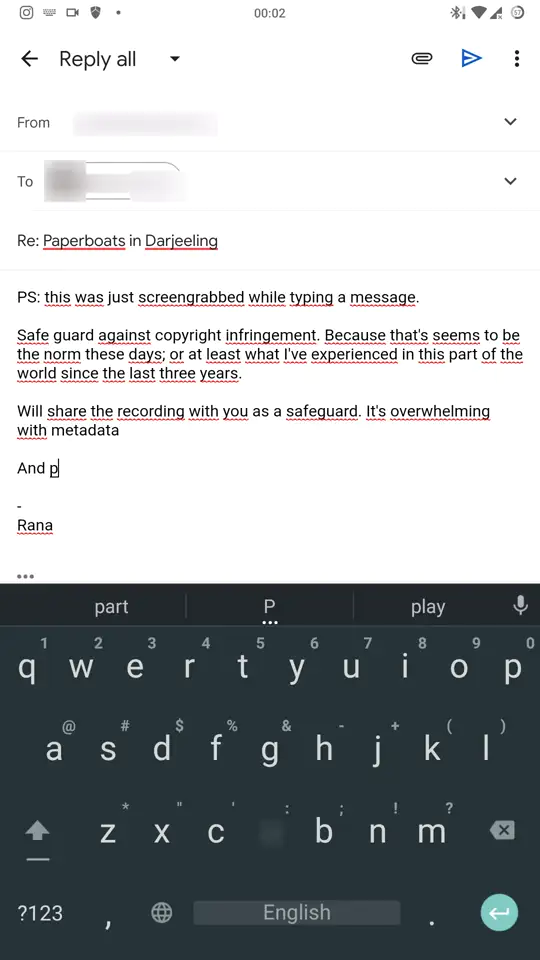 00:02
57
Reply all
From
To
Re: Paperboats in Darjeeling
PS: this was just screengrabbed while typing a message.
Safe guard against copyright infringement. Because that's seems to be
the norm these days; or at least what I've experienced in this part of the
world since the last three years.
Will share the recording with you as a safeguard. It's overwhelming
with metadata
And p
-
Rana
part P play
1 2 3 4 5 6 7 8 9 0
q w e r t y u i o p
@ # $ % & - + ( )
a s d f g h j k l
* " ' : ; ! ?
z x c b n m
?123 , English .